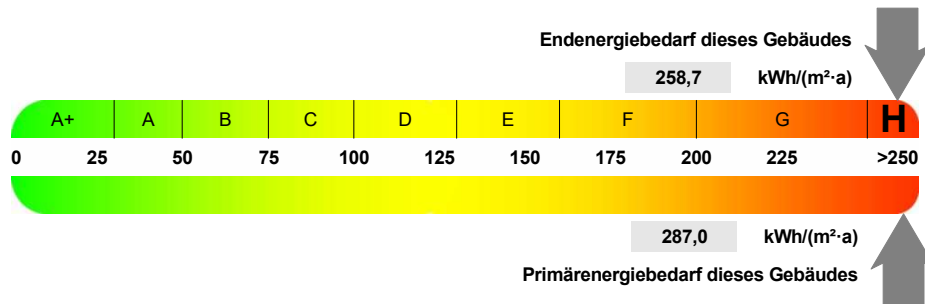 Endenergiebedarf dieses Gebäudes
258,7 kWh/(m²·a)
A+ A B C D E F G H
0 25 50 75 100 125 150 175 200 225 >250
287,0 kWh/(m²·a)
Primärenergiebedarf dieses Gebäudes